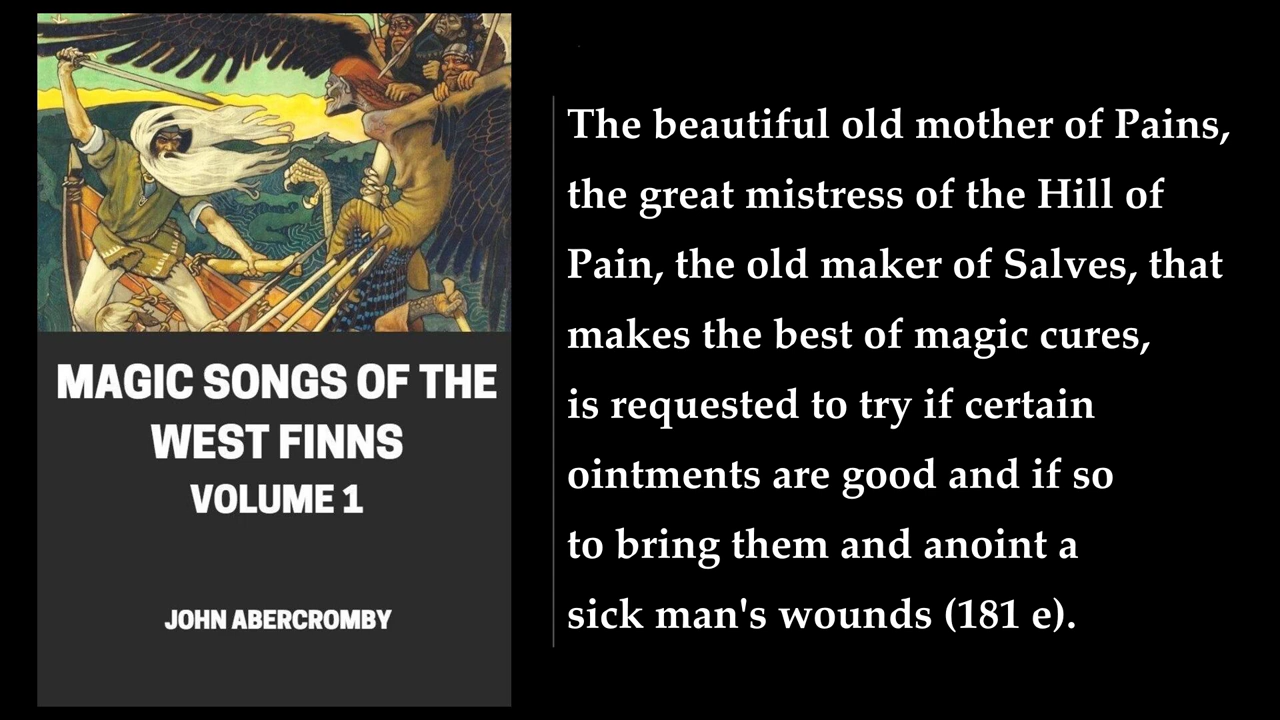 MAGIC SONGS OF THE
WEST FINNS
VOLUME 1
JOHN ABERCROMBY
The beautiful old mother of Pains,
the great mistress of the Hill of
Pain, the old maker of Salves, that
makes the best of magic cures,
is requested to try if certain
ointments are good and if so
to bring them and anoint a
sick man's wounds (181 e).